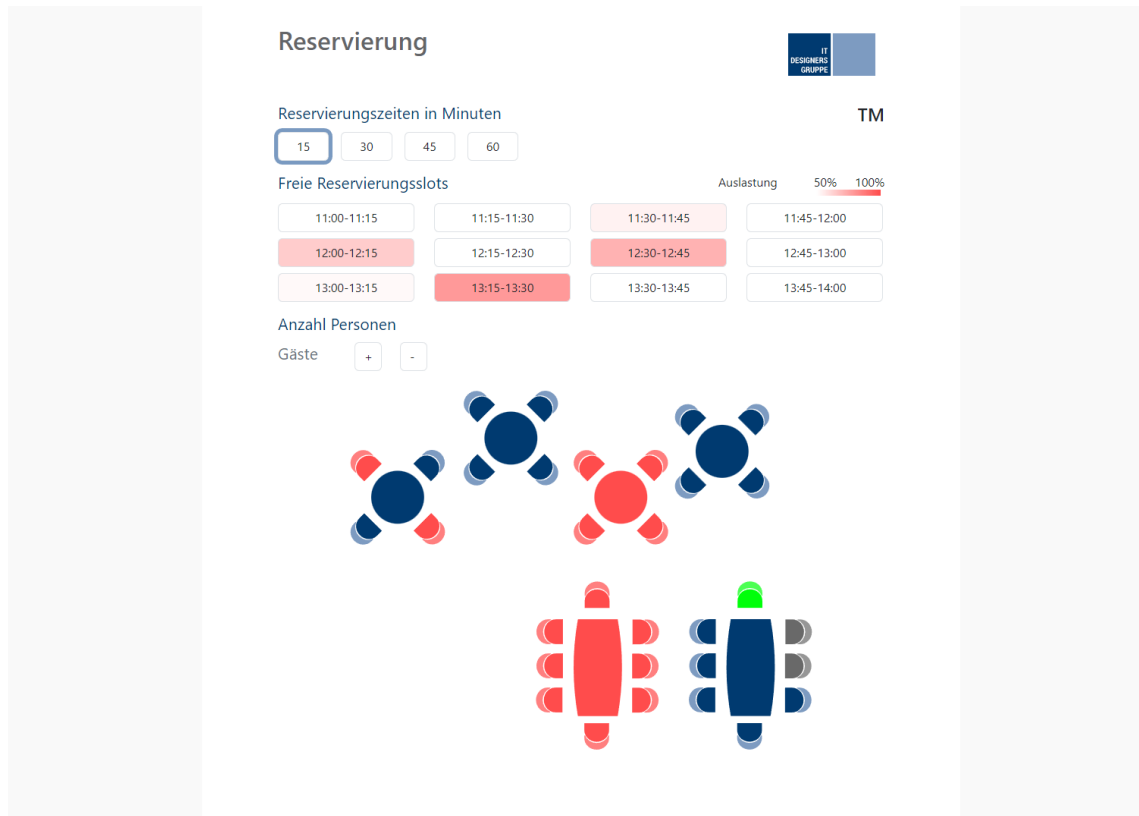 Reservierung
IT
DESIGNERS
GRUPPE
Reservierungszeiten in Minuten
TM
15 30 45 60
Freie Reservierungsslots
Auslastung 50% 100%
11:00-11:15 11:15-11:30 11:30-11:45 11:45-12:00
12:00-12:15 12:15-12:30 12:30-12:45 12:45-13:00
13:00-13:15 13:15-13:30 13:30-13:45 13:45-14:00
Anzahl Personen
Gäste + -